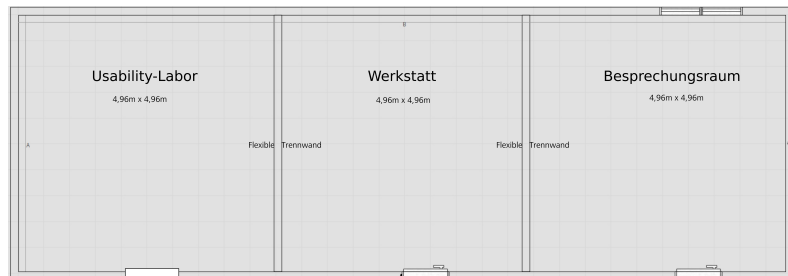 B
Usability-Labor
4,96m x 4,96m
Werkstatt
4,96m x 4,96m
Besprechungsraum
4,96m x 4,96m
A
Flexible Trennwand
Flexible Trennwand